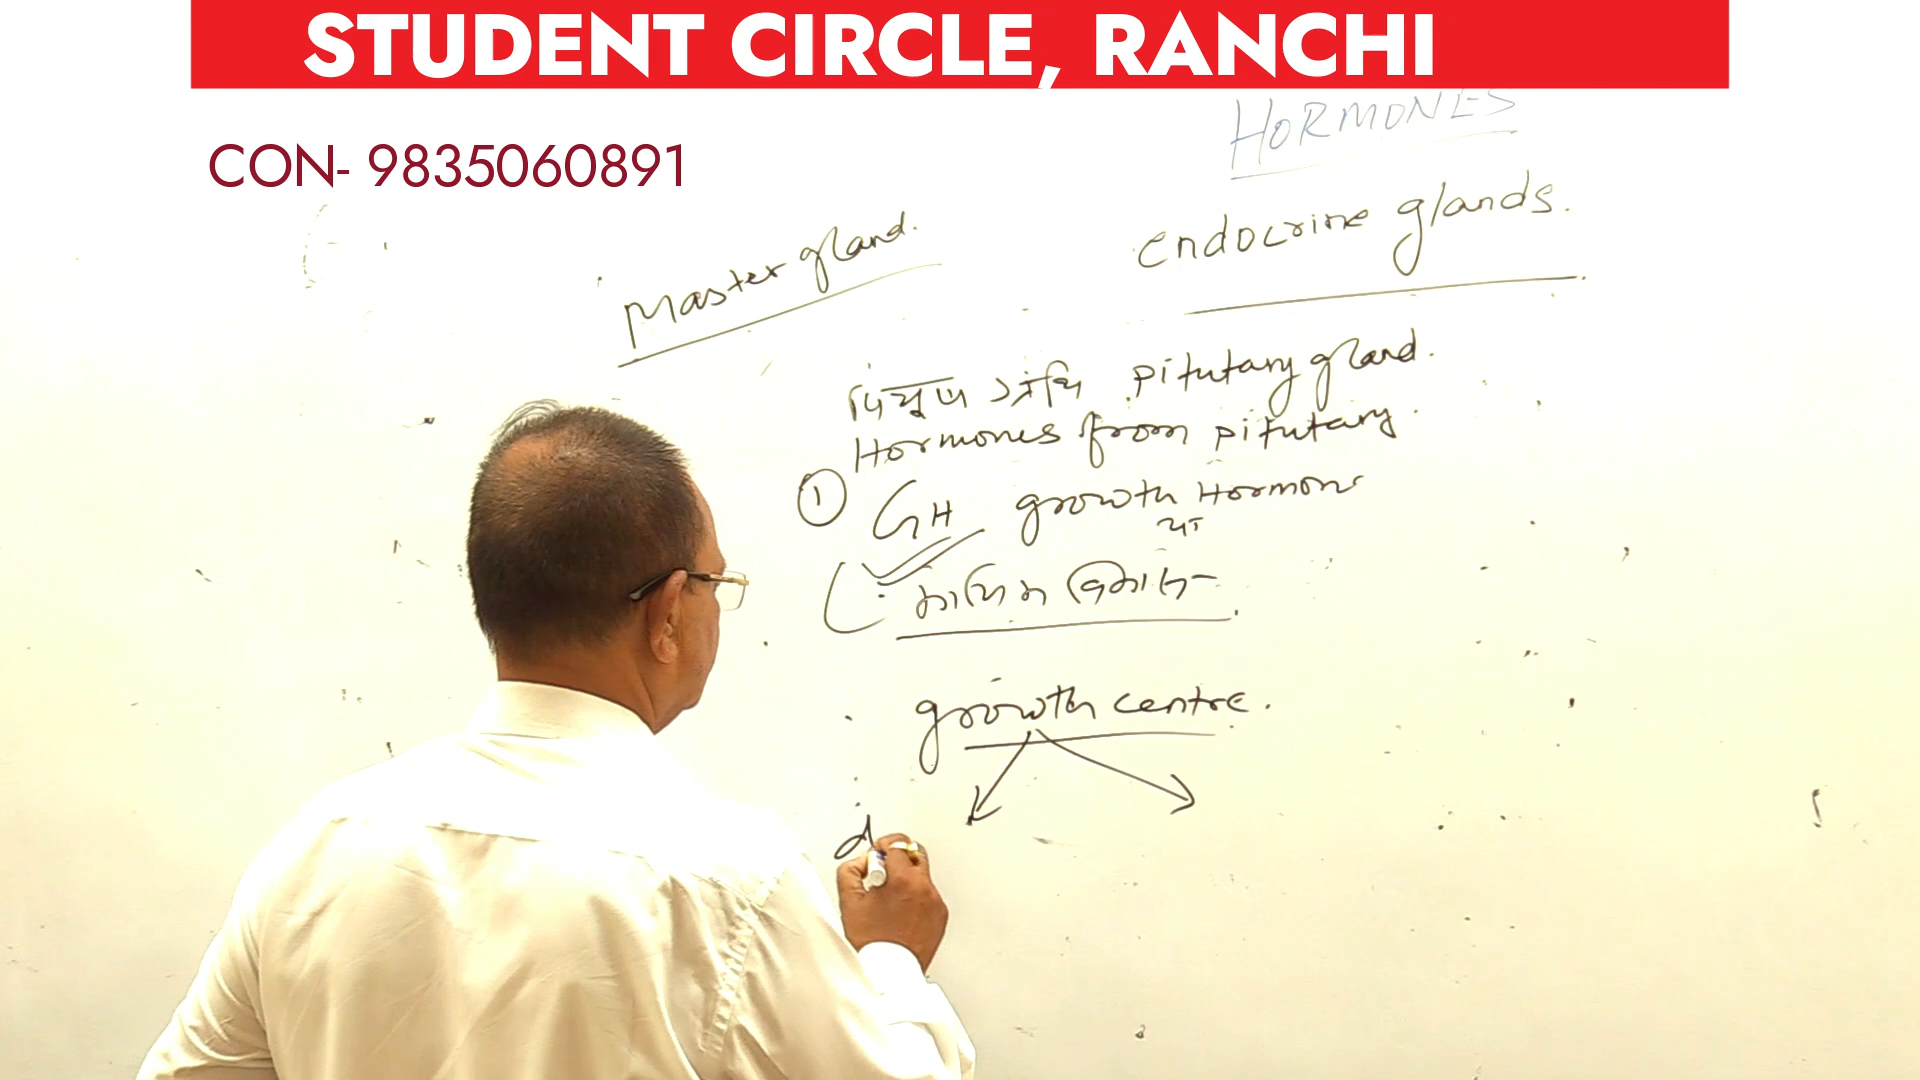 STUDENT CIRCLE, RANCHI
CON- 9835060891
HORMONES
endocrine glands.
Master gland.
पियूष ग्रंथि pitutary gland.
Hormones from pitutary.
① GH growth Hormone
या
growth centre.
d